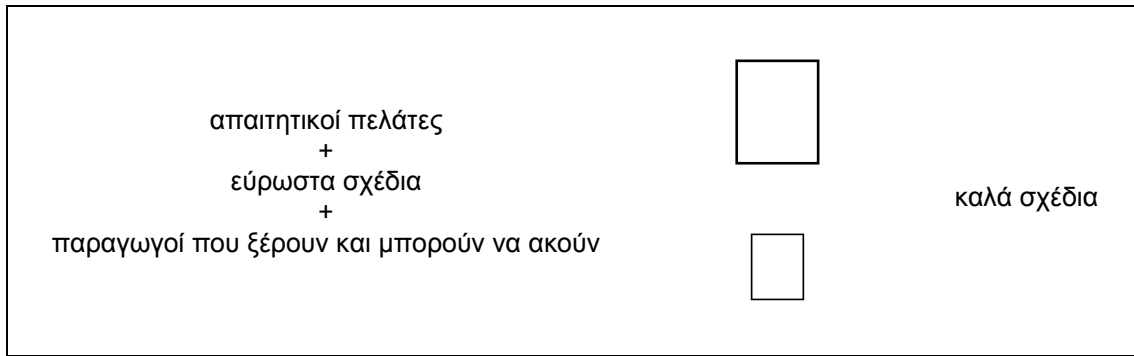 απαιτητικοί πελάτες
+
εύρωστα σχέδια
+
παραγωγοί που ξέρουν και μπορούν να ακούν
καλά σχέδια